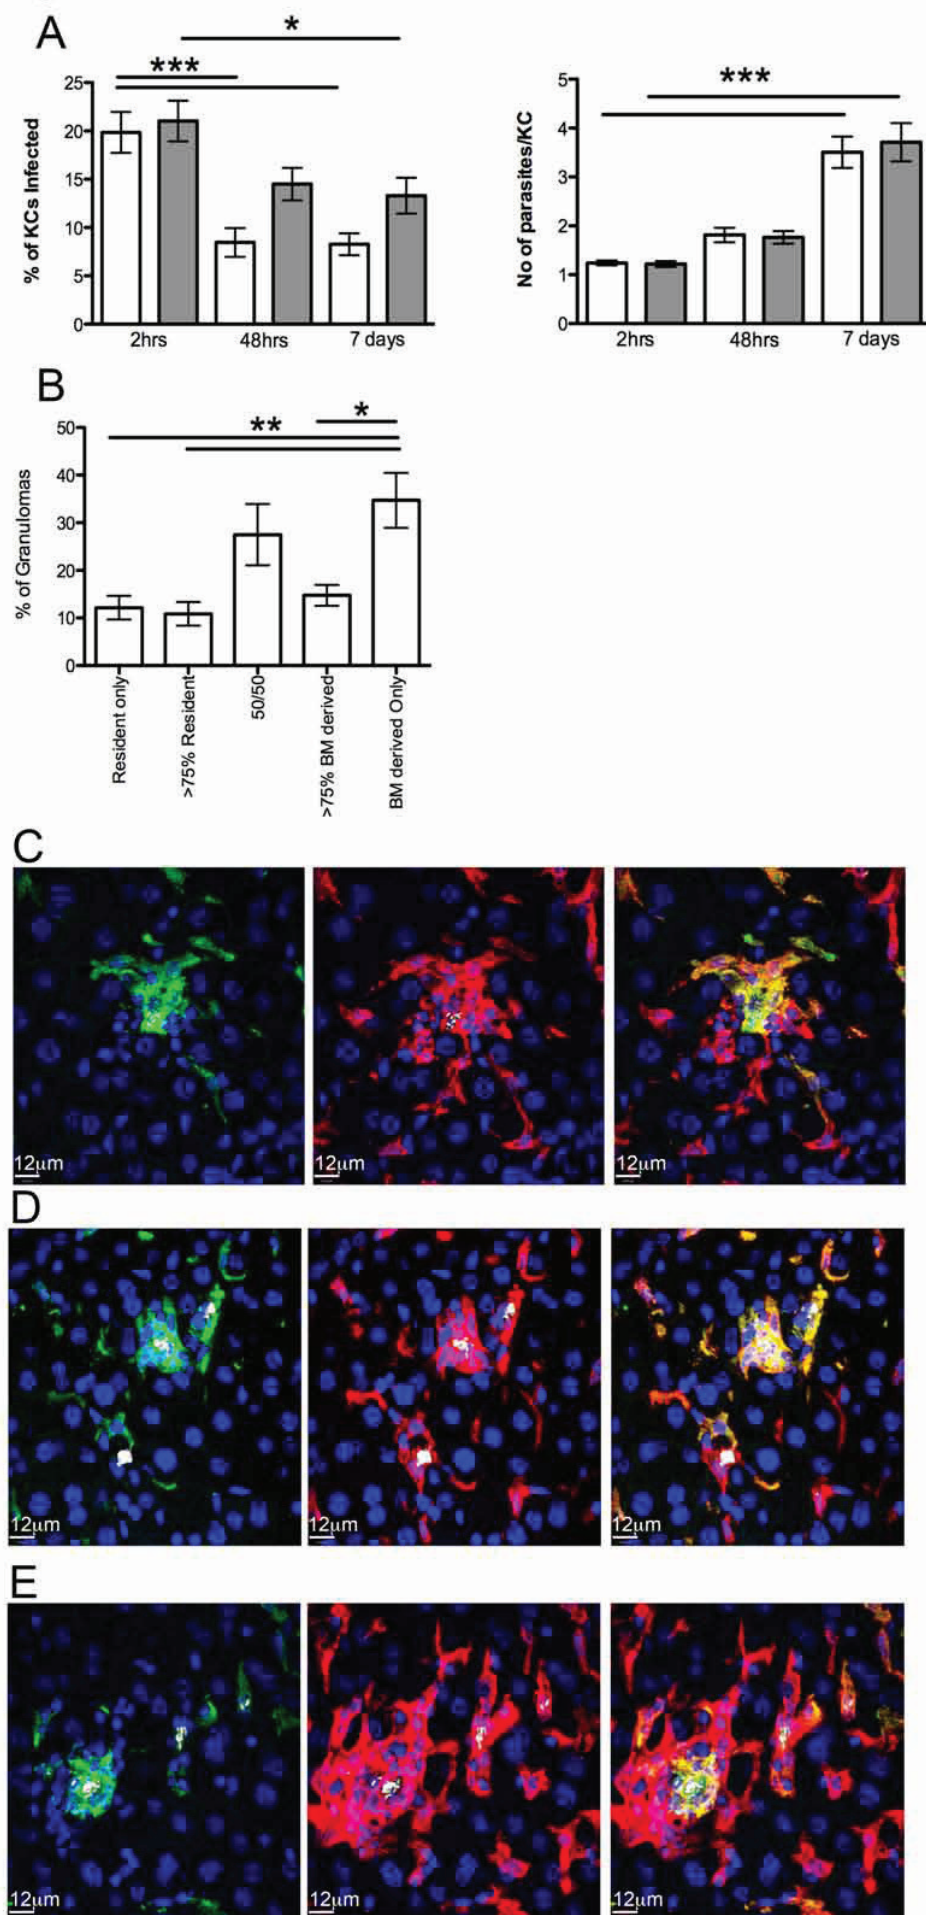 A
*
***
25
20
15
10
5
0
% of KCs Infected
2hrs
48hrs
7 days
***
5
4
3
2
1
0
No of parasites/KC
2hrs
48hrs
7 days
B
*
**
50
40
30
20
10
0
% of Granulomas
Resident only
>75% Resident
50/50
>75% BM derived
BM derived Only
C
12µm
12µm
12µm
D
12µm
12µm
12µm
E
12µm
12µm
12µm